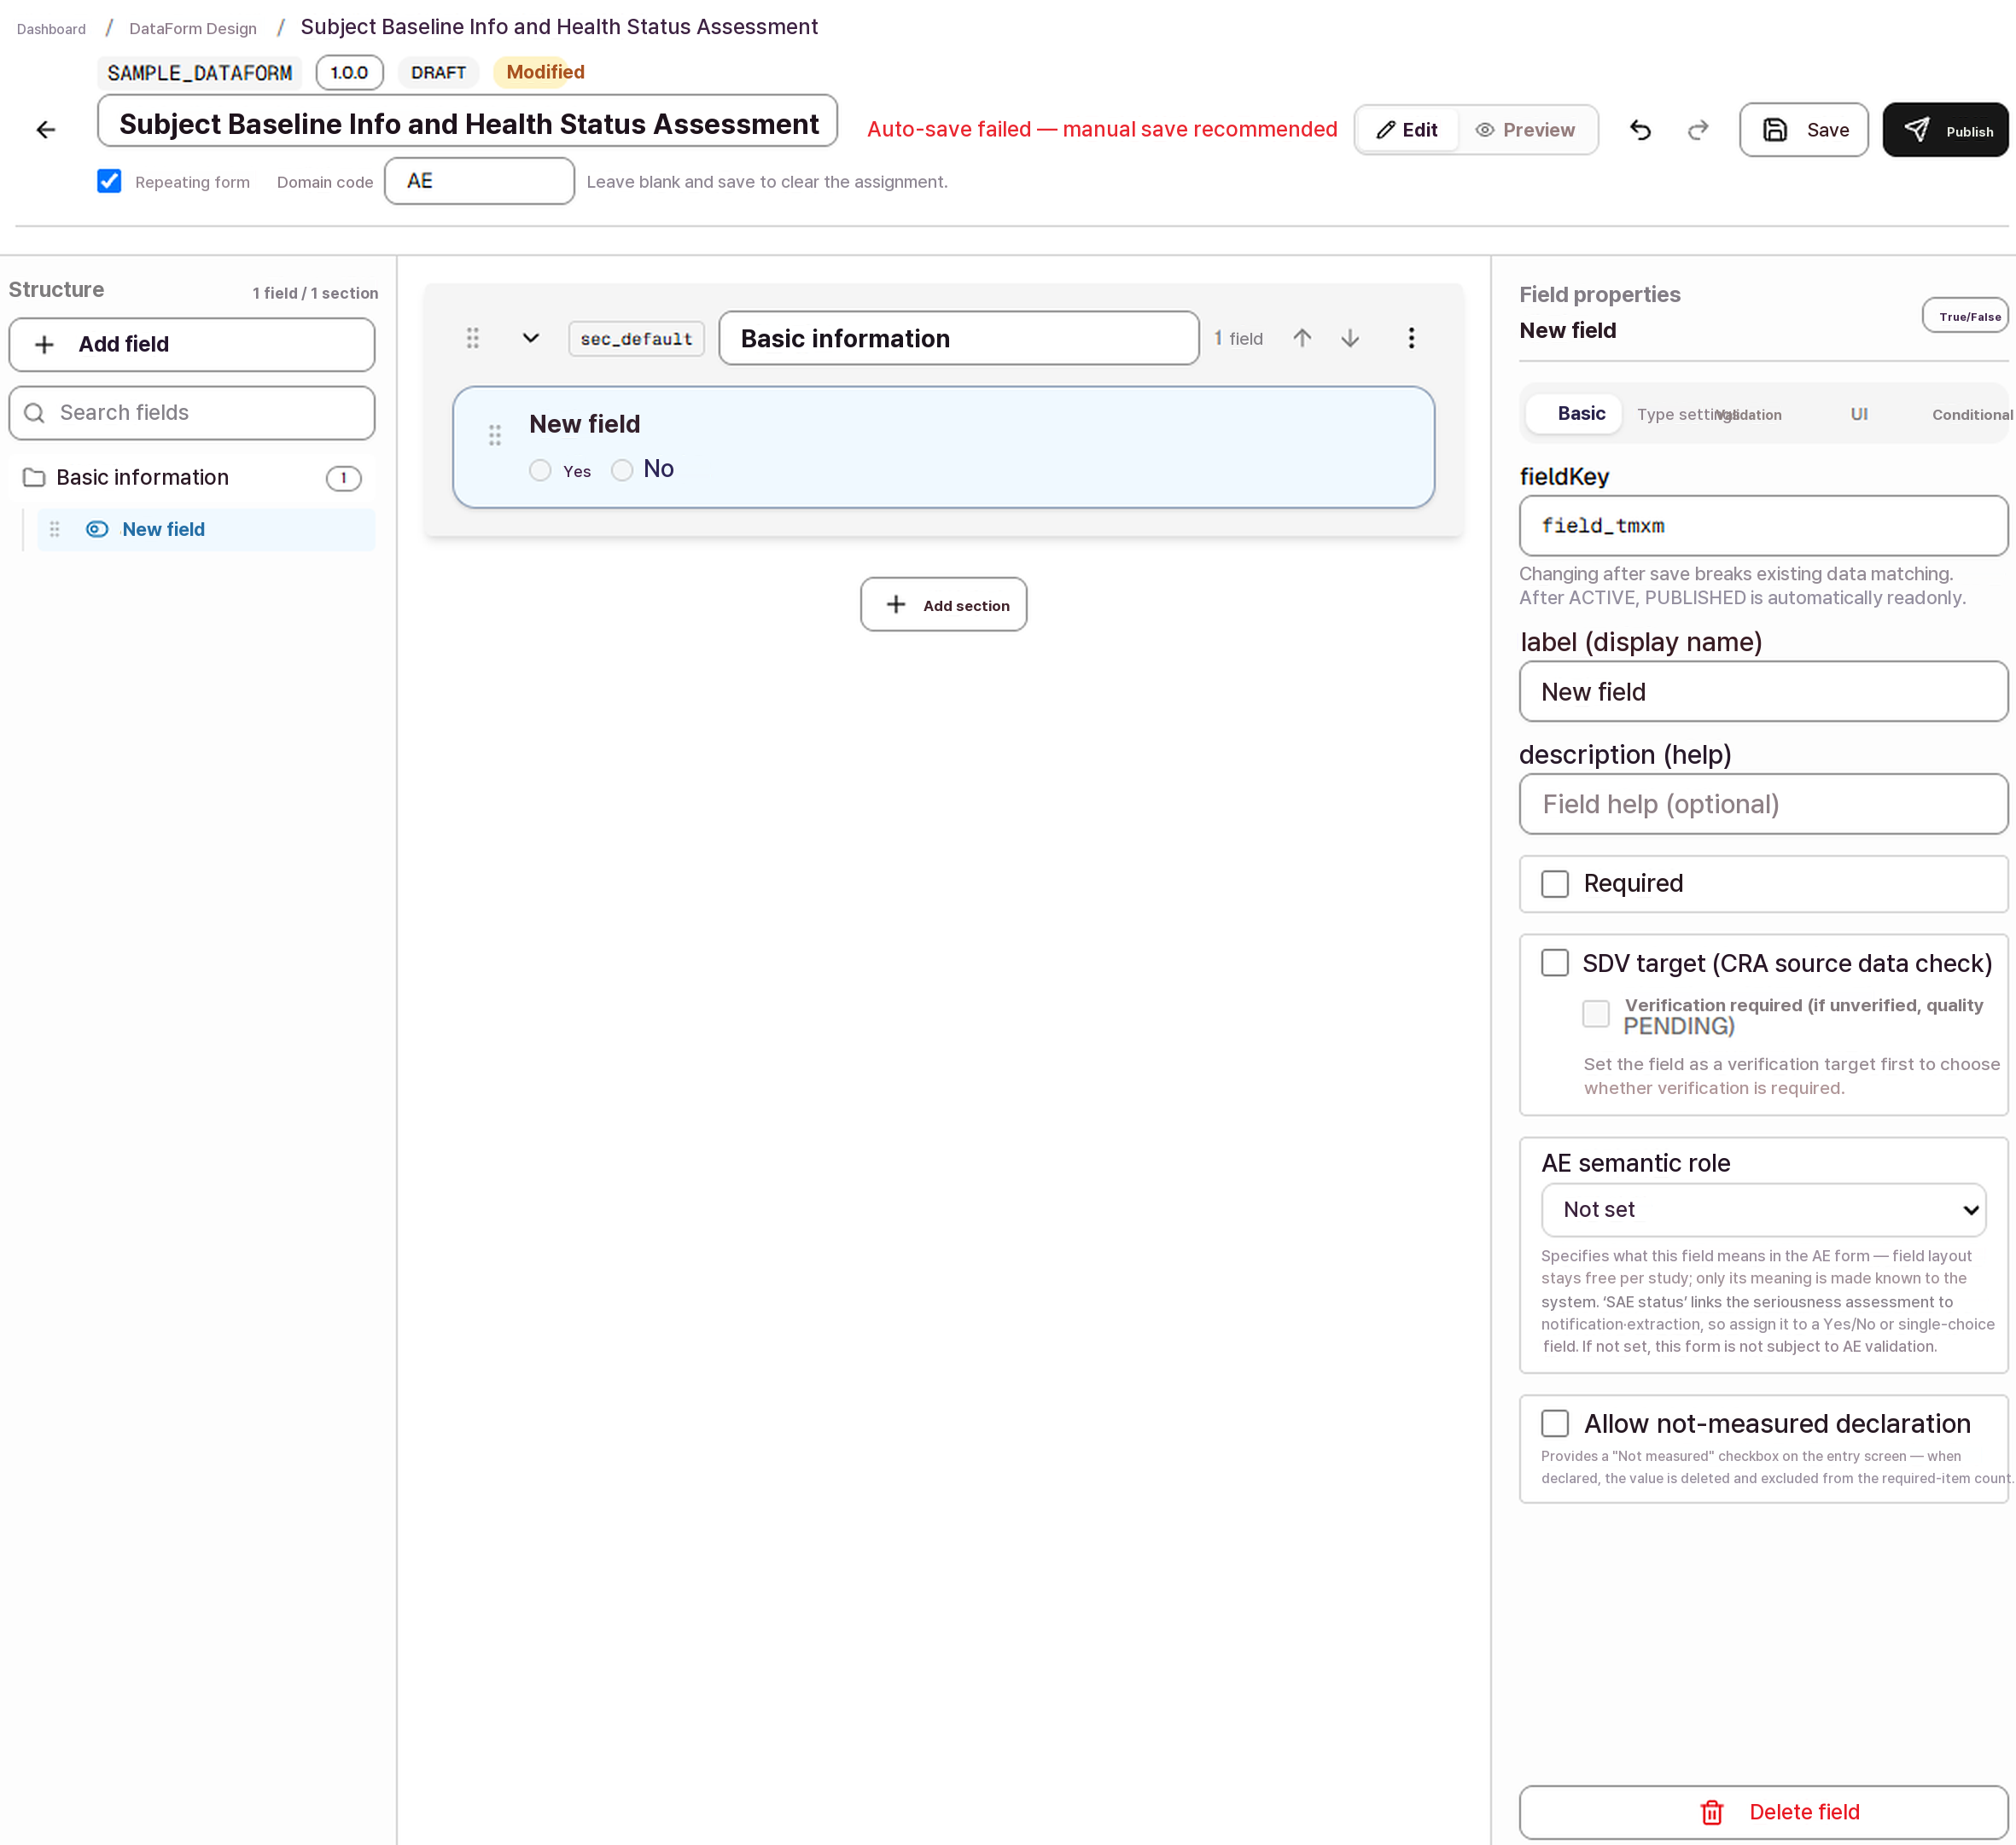 Dashboard / DataForm Design / Subject Baseline Info and Health Status Assessment
SAMPLE_DATAFORM 1.0.0 DRAFT Modified
Subject Baseline Info and Health Status Assessment
Auto-save failed — manual save recommended
Edit Preview Save Publish
Repeating form Domain code AE Leave blank and save to clear the assignment.
Structure 1 field / 1 section
Add field
Search fields
Basic information 1
New field
sec_default Basic information 1 field
New field
Yes No
Add section
Field properties
New field
True/False
Basic Type settings Validation UI Conditional
fieldKey
field_tmxm
Changing after save breaks existing data matching.
After ACTIVE, PUBLISHED is automatically readonly.
label (display name)
New field
description (help)
Field help (optional)
Required
SDV target (CRA source data check)
Verification required (if unverified, quality
PENDING)
Set the field as a verification target first to choose
whether verification is required.
AE semantic role
Not set
Specifies what this field means in the AE form — field layout
stays free per study; only its meaning is made known to the
system. ‘SAE status’ links the seriousness assessment to
notification·extraction, so assign it to a Yes/No or single-choice
field. If not set, this form is not subject to AE validation.
Allow not-measured declaration
Provides a "Not measured" checkbox on the entry screen — when
declared, the value is deleted and excluded from the required-item count.
Delete field